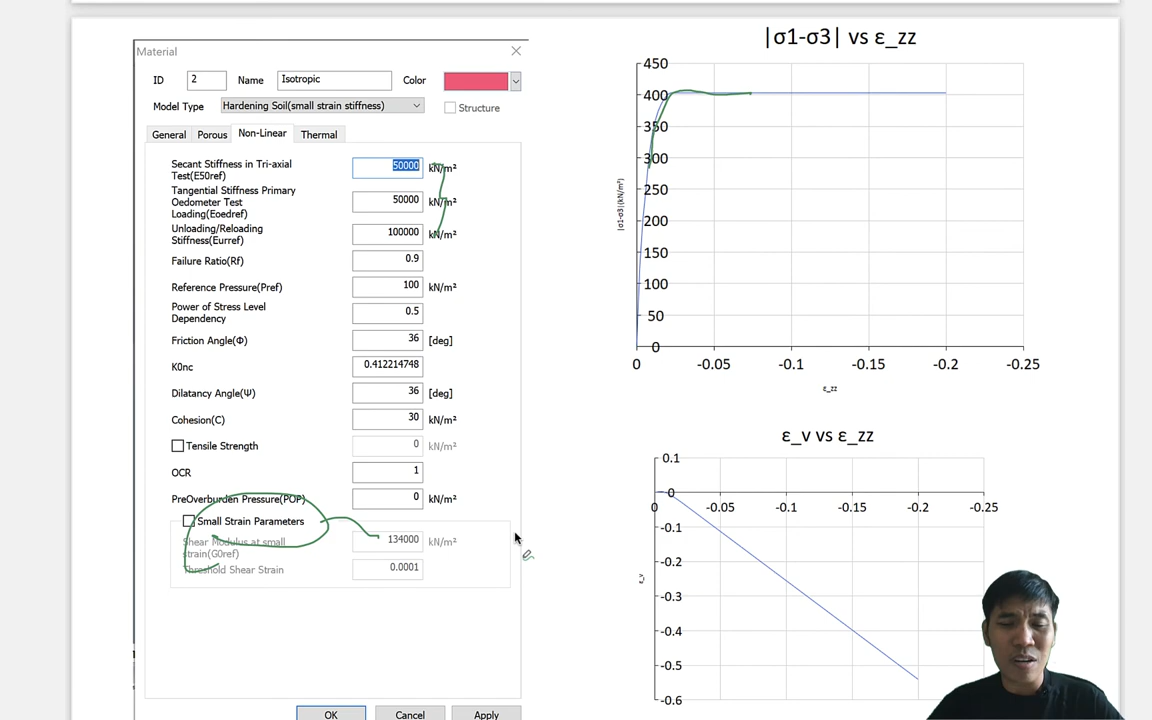 Material
ID 2 Name Isotropic Color
Model Type Hardening Soil(small strain stiffness) Structure
General Porous Non-Linear Thermal
Secant Stiffness in Tri-axial
Test(E50ref) 50000 kN/m²
Tangential Stiffness Primary
Oedometer Test
Loading(Eoedref) 50000 kN/m²
Unloading/Reloading
Stiffness(Eurref) 100000 kN/m²
Failure Ratio(Rf) 0.9
Reference Pressure(Pref) 100 kN/m²
Power of Stress Level
Dependency 0.5
Friction Angle(Φ) 36 [deg]
K0nc 0.412214748
Dilatancy Angle(Ψ) 36 [deg]
Cohesion(C) 30 kN/m²
Tensile Strength 0 kN/m²
OCR 1
PreOverburden Pressure(POP) 0 kN/m²
Small Strain Parameters
Shear Modulus at small
strain(G0ref) 134000 kN/m²
Threshold Shear Strain 0.0001
OK Cancel Apply
|σ1-σ3| vs ε_zz
450
400
350
300
250
200
150
100
50
0
0 -0.05 -0.1 -0.15 -0.2 -0.25
|σ1-σ3|(kN/m²)
ε_zz
ε_v vs ε_zz
0.1
0
0 -0.05 -0.1 -0.15 -0.2 -0.25
-0.1
-0.2
-0.3
-0.4
-0.5
-0.6
ε_v